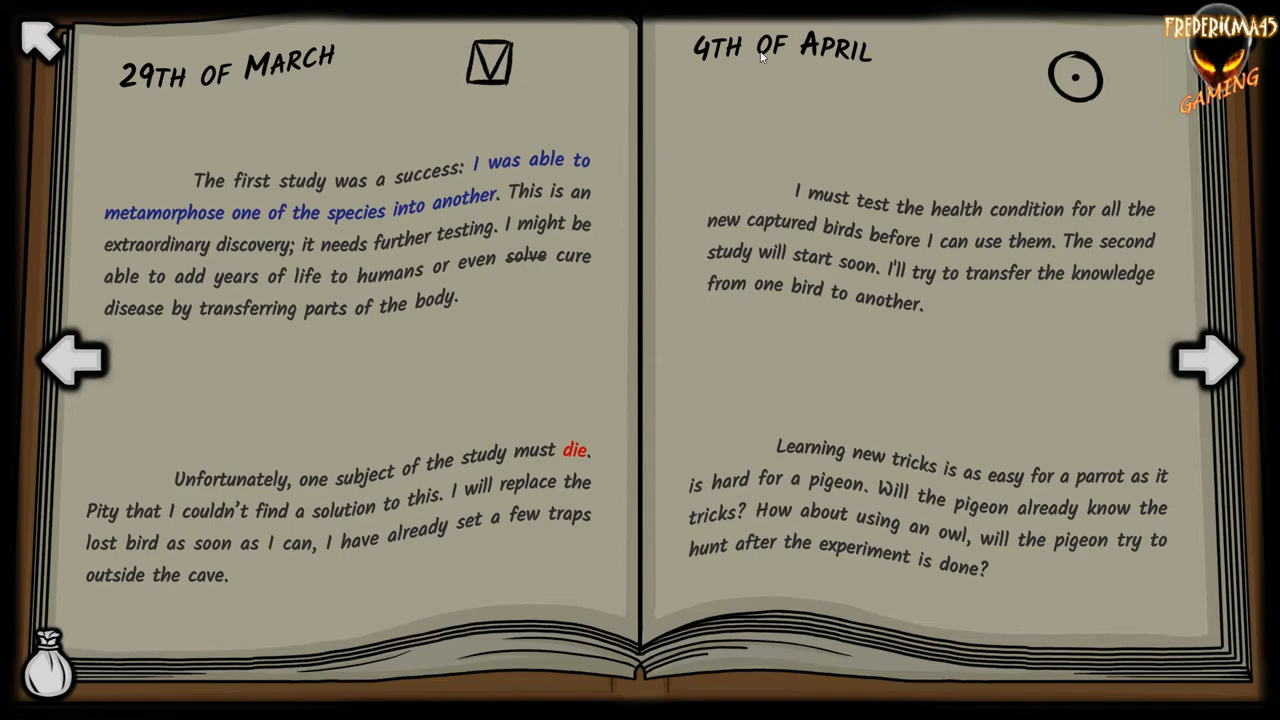 29TH OF MARCH
The first study was a success: I was able to
metamorphose one of the species into another. This is an
extraordinary discovery; it needs further testing. I might be
able to add years of life to humans or even solve cure
disease by transferring parts of the body.
Unfortunately, one subject of the study must die.
Pity that I couldn't find a solution to this. I will replace the
lost bird as soon as I can, I have already set a few traps
outside the cave.
4TH OF APRIL
I must test the health condition for all the
new captured birds before I can use them. The second
study will start soon. I'll try to transfer the knowledge
from one bird to another.
Learning new tricks is as easy for a parrot as it
is hard for a pigeon. Will the pigeon already know the
tricks? How about using an owl, will the pigeon try to
hunt after the experiment is done?
FREDERICMA45
GAMING